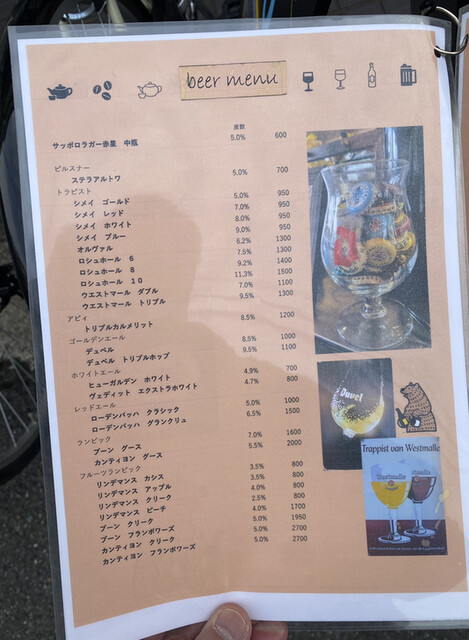 beer menu
度数
サッポロラガー赤星 中瓶 5.0% 600
ピルスナー
ステラアルトワ 5.0% 700
トラピスト
シメイ ゴールド 5.0% 950
シメイ レッド 7.0% 950
シメイ ホワイト 8.0% 950
シメイ ブルー 9.0% 950
オルヴァル 6.2% 1300
ロシュホール 6 7.5% 1300
ロシュホール 8 9.2% 1400
ロシュホール 10 11.3% 1500
ウエストマール ダブル 7.0% 1100
ウエストマール トリプル 9.5% 1300
アビィ
トリプルカルメリット 8.5% 1200
ゴールデンエール
デュベル 8.5% 1000
デュベル トリプルホップ 9.5% 1100
ホワイトエール
ヒューガルデン ホワイト 4.9% 700
ヴェディット エクストラホワイト 4.7% 800
レッドエール
ローデンバッハ クラシック 5.0% 1000
ローデンバッハ グランクリュ 6.5% 1500
ランビック
ブーン グース 7.0% 1600
カンティヨン グース 5.5% 2000
フルーツランビック
リンデマンス カシス 3.5% 800
リンデマンス アップル 3.5% 800
リンデマンス クリーク 4.0% 800
リンデマンス ピーチ 2.5% 800
ブーン クリーク 4.0% 1700
ブーン フランボワーズ 5.0% 1950
カンティヨン クリーク 5.0% 2700
カンティヨン フランボワーズ 5.0% 2700
Duvel
Trappist van Westmalle
Westmalle